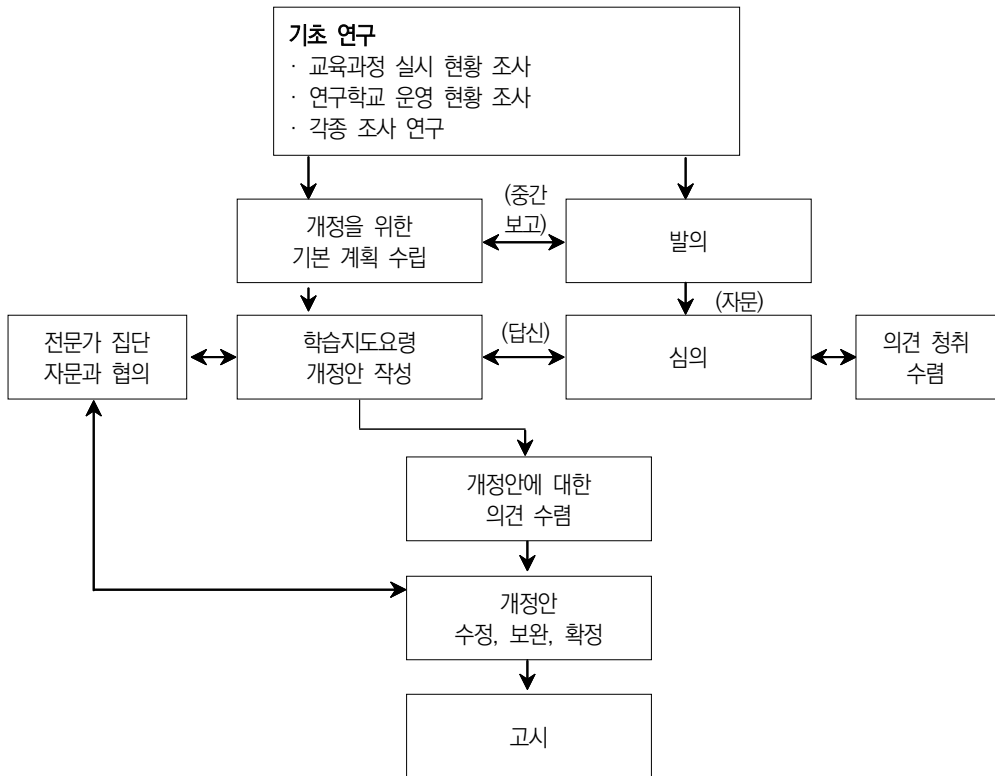 기초 연구
· 교육과정 실시 현황 조사
· 연구학교 운영 현황 조사
· 각종 조사 연구
개정을 위한
기본 계획 수립
(중간
보고)
발의
(자문)
전문가 집단
자문과 협의
학습지도요령
개정안 작성
(답신)
심의
의견 청취
수렴
개정안에 대한
의견 수렴
개정안
수정, 보완, 확정
고시